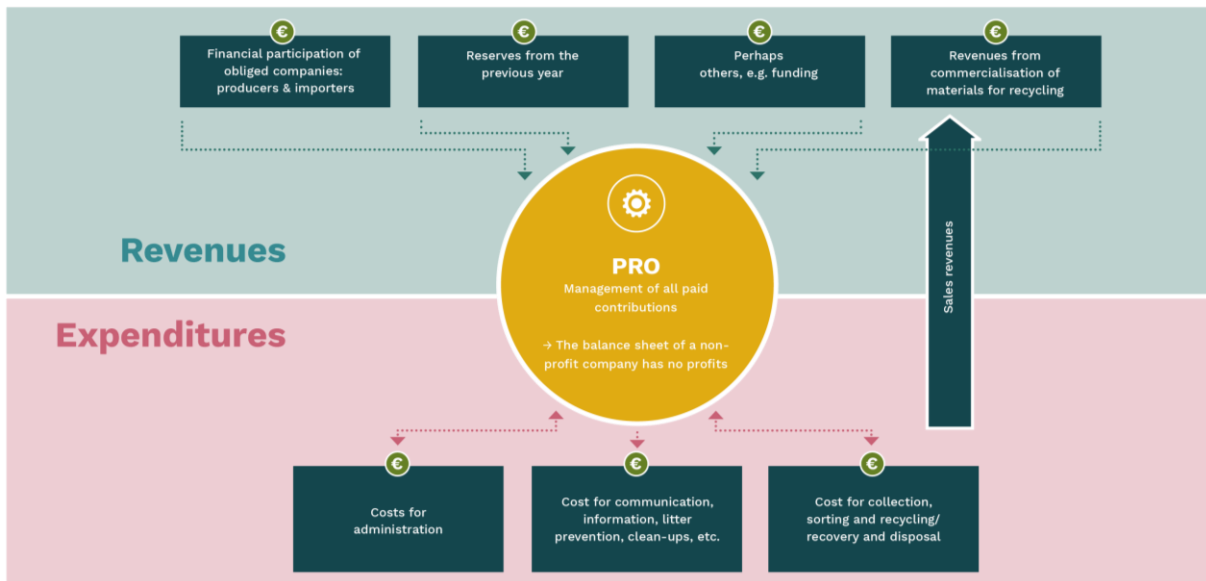 €
Financial participation of
obliged companies:
producers & importers
€
Reserves from the
previous year
€
Perhaps
others, e.g. funding
€
Revenues from
commercialisation of
materials for recycling
Revenues
Expenditures
PRO
Management of all paid
contributions
→ The balance sheet of a non-
profit company has no profits
Sales revenues
€
Costs for
administration
€
Cost for communication,
information, litter
prevention, clean-ups, etc.
€
Cost for collection,
sorting and recycling/
recovery and disposal